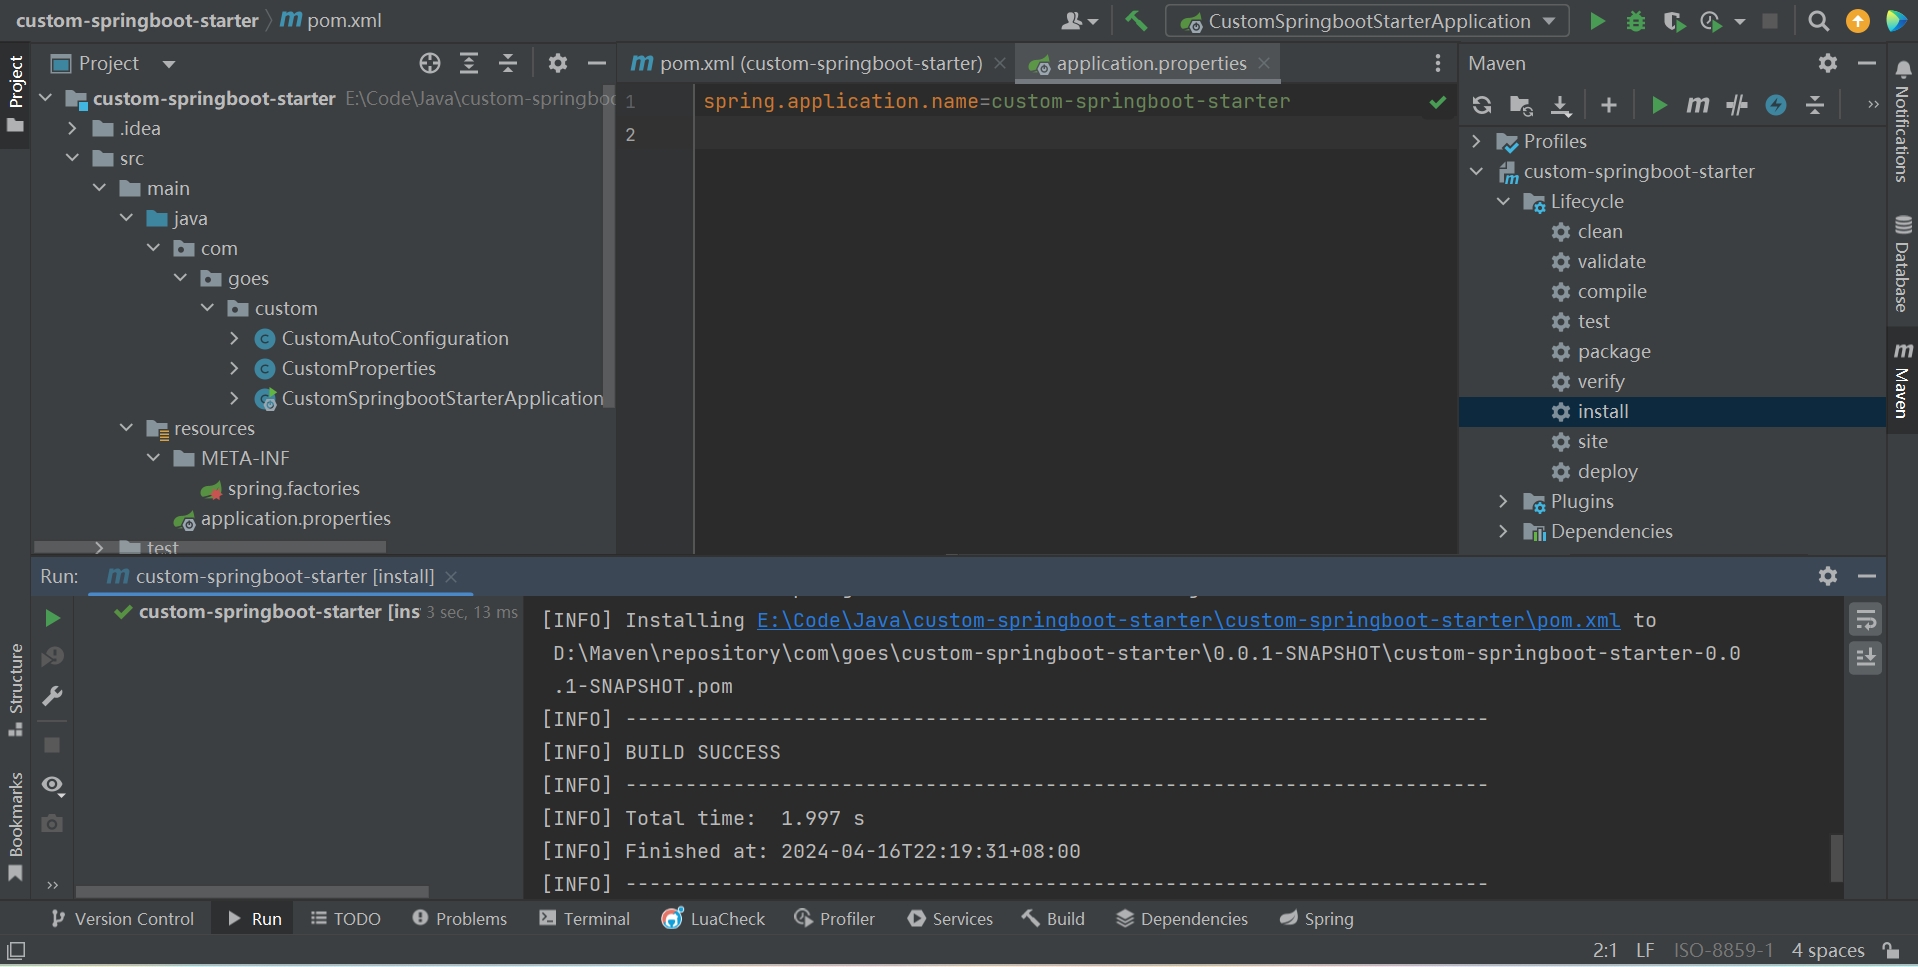 custom-springboot-starter
pom.xml
CustomSpringbootStarterApplication
Project
Project
custom-springboot-starter E:\Code\Java\custom-springboo
.idea
src
main
java
com
goes
custom
CustomAutoConfiguration
CustomProperties
CustomSpringbootStarterApplication
resources
META-INF
spring.factories
application.properties
test
pom.xml (custom-springboot-starter)
application.properties
1 spring.application.name=custom-springboot-starter
2
Maven
Profiles
custom-springboot-starter
Lifecycle
clean
validate
compile
test
package
verify
install
site
deploy
Plugins
Dependencies
Notifications
Database
Maven
Run: custom-springboot-starter [install]
custom-springboot-starter [ins 3 sec, 13 ms
[INFO] Installing E:\Code\Java\custom-springboot-starter\custom-springboot-starter\pom.xml to
D:\Maven\repository\com\goes\custom-springboot-starter\0.0.1-SNAPSHOT\custom-springboot-starter-0.0
.1-SNAPSHOT.pom
[INFO] ------------------------------------------------------------------------
[INFO] BUILD SUCCESS
[INFO] ------------------------------------------------------------------------
[INFO] Total time:  1.997 s
[INFO] Finished at: 2024-04-16T22:19:31+08:00
[INFO] ------------------------------------------------------------------------
Structure
Bookmarks
Version Control
Run
TODO
Problems
Terminal
LuaCheck
Profiler
Services
Build
Dependencies
Spring
2:1 LF ISO-8859-1 4 spaces